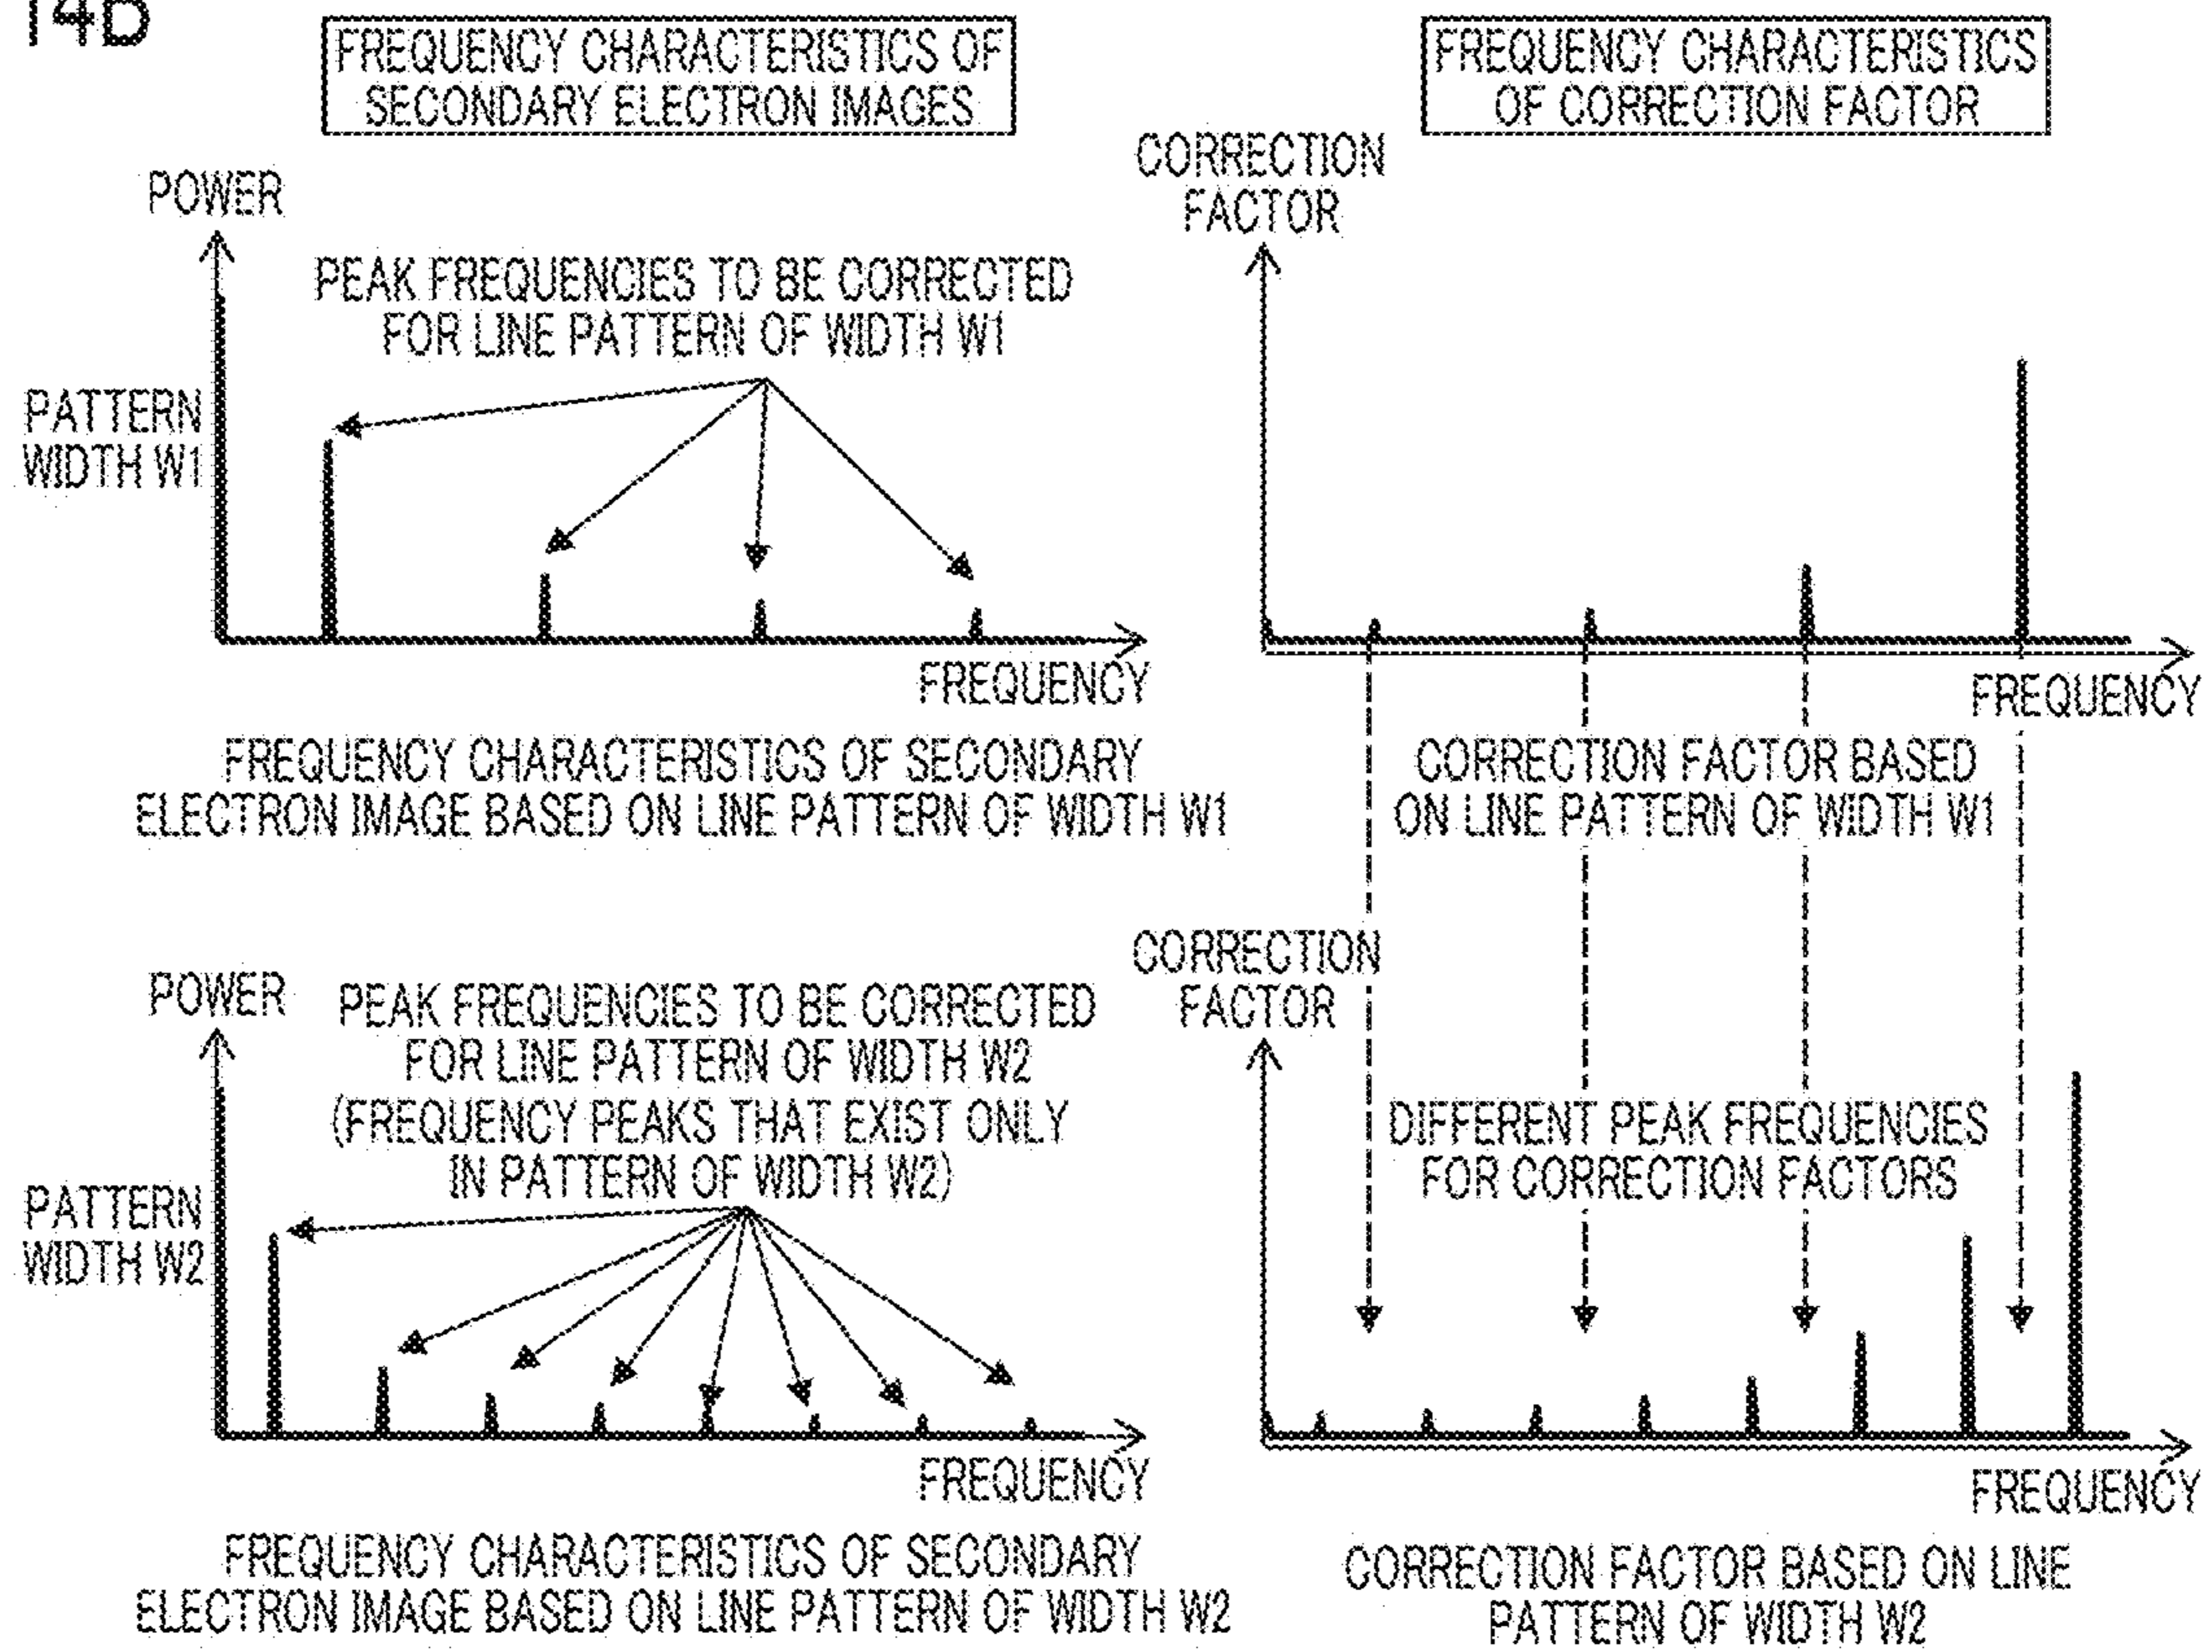 14B
FREQUENCY CHARACTERISTICS OF
SECONDARY ELECTRON IMAGES
FREQUENCY CHARACTERISTICS
OF CORRECTION FACTOR
POWER
PEAK FREQUENCIES TO BE CORRECTED
FOR LINE PATTERN OF WIDTH W1
PATTERN
WIDTH W1
FREQUENCY
FREQUENCY CHARACTERISTICS OF SECONDARY
ELECTRON IMAGE BASED ON LINE PATTERN OF WIDTH W1
CORRECTION
FACTOR
FREQUENCY
CORRECTION FACTOR BASED
ON LINE PATTERN OF WIDTH W1
POWER
PEAK FREQUENCIES TO BE CORRECTED
FOR LINE PATTERN OF WIDTH W2
(FREQUENCY PEAKS THAT EXIST ONLY
IN PATTERN OF WIDTH W2)
PATTERN
WIDTH W2
FREQUENCY
FREQUENCY CHARACTERISTICS OF SECONDARY
ELECTRON IMAGE BASED ON LINE PATTERN OF WIDTH W2
CORRECTION
FACTOR
DIFFERENT PEAK FREQUENCIES
FOR CORRECTION FACTORS
FREQUENCY
CORRECTION FACTOR BASED ON LINE
PATTERN OF WIDTH W2